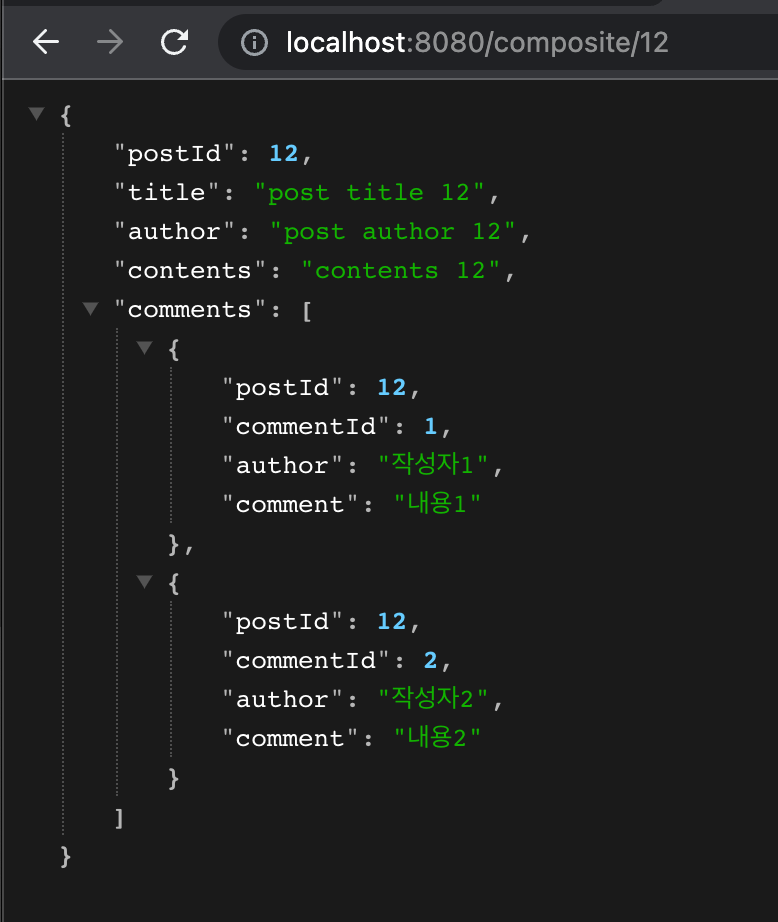 localhost:8080/composite/12
{
"postId": 12,
"title": "post title 12",
"author": "post author 12",
"contents": "contents 12",
"comments": [
{
"postId": 12,
"commentId": 1,
"author": "작성자1",
"comment": "내용1"
},
{
"postId": 12,
"commentId": 2,
"author": "작성자2",
"comment": "내용2"
}
]
}